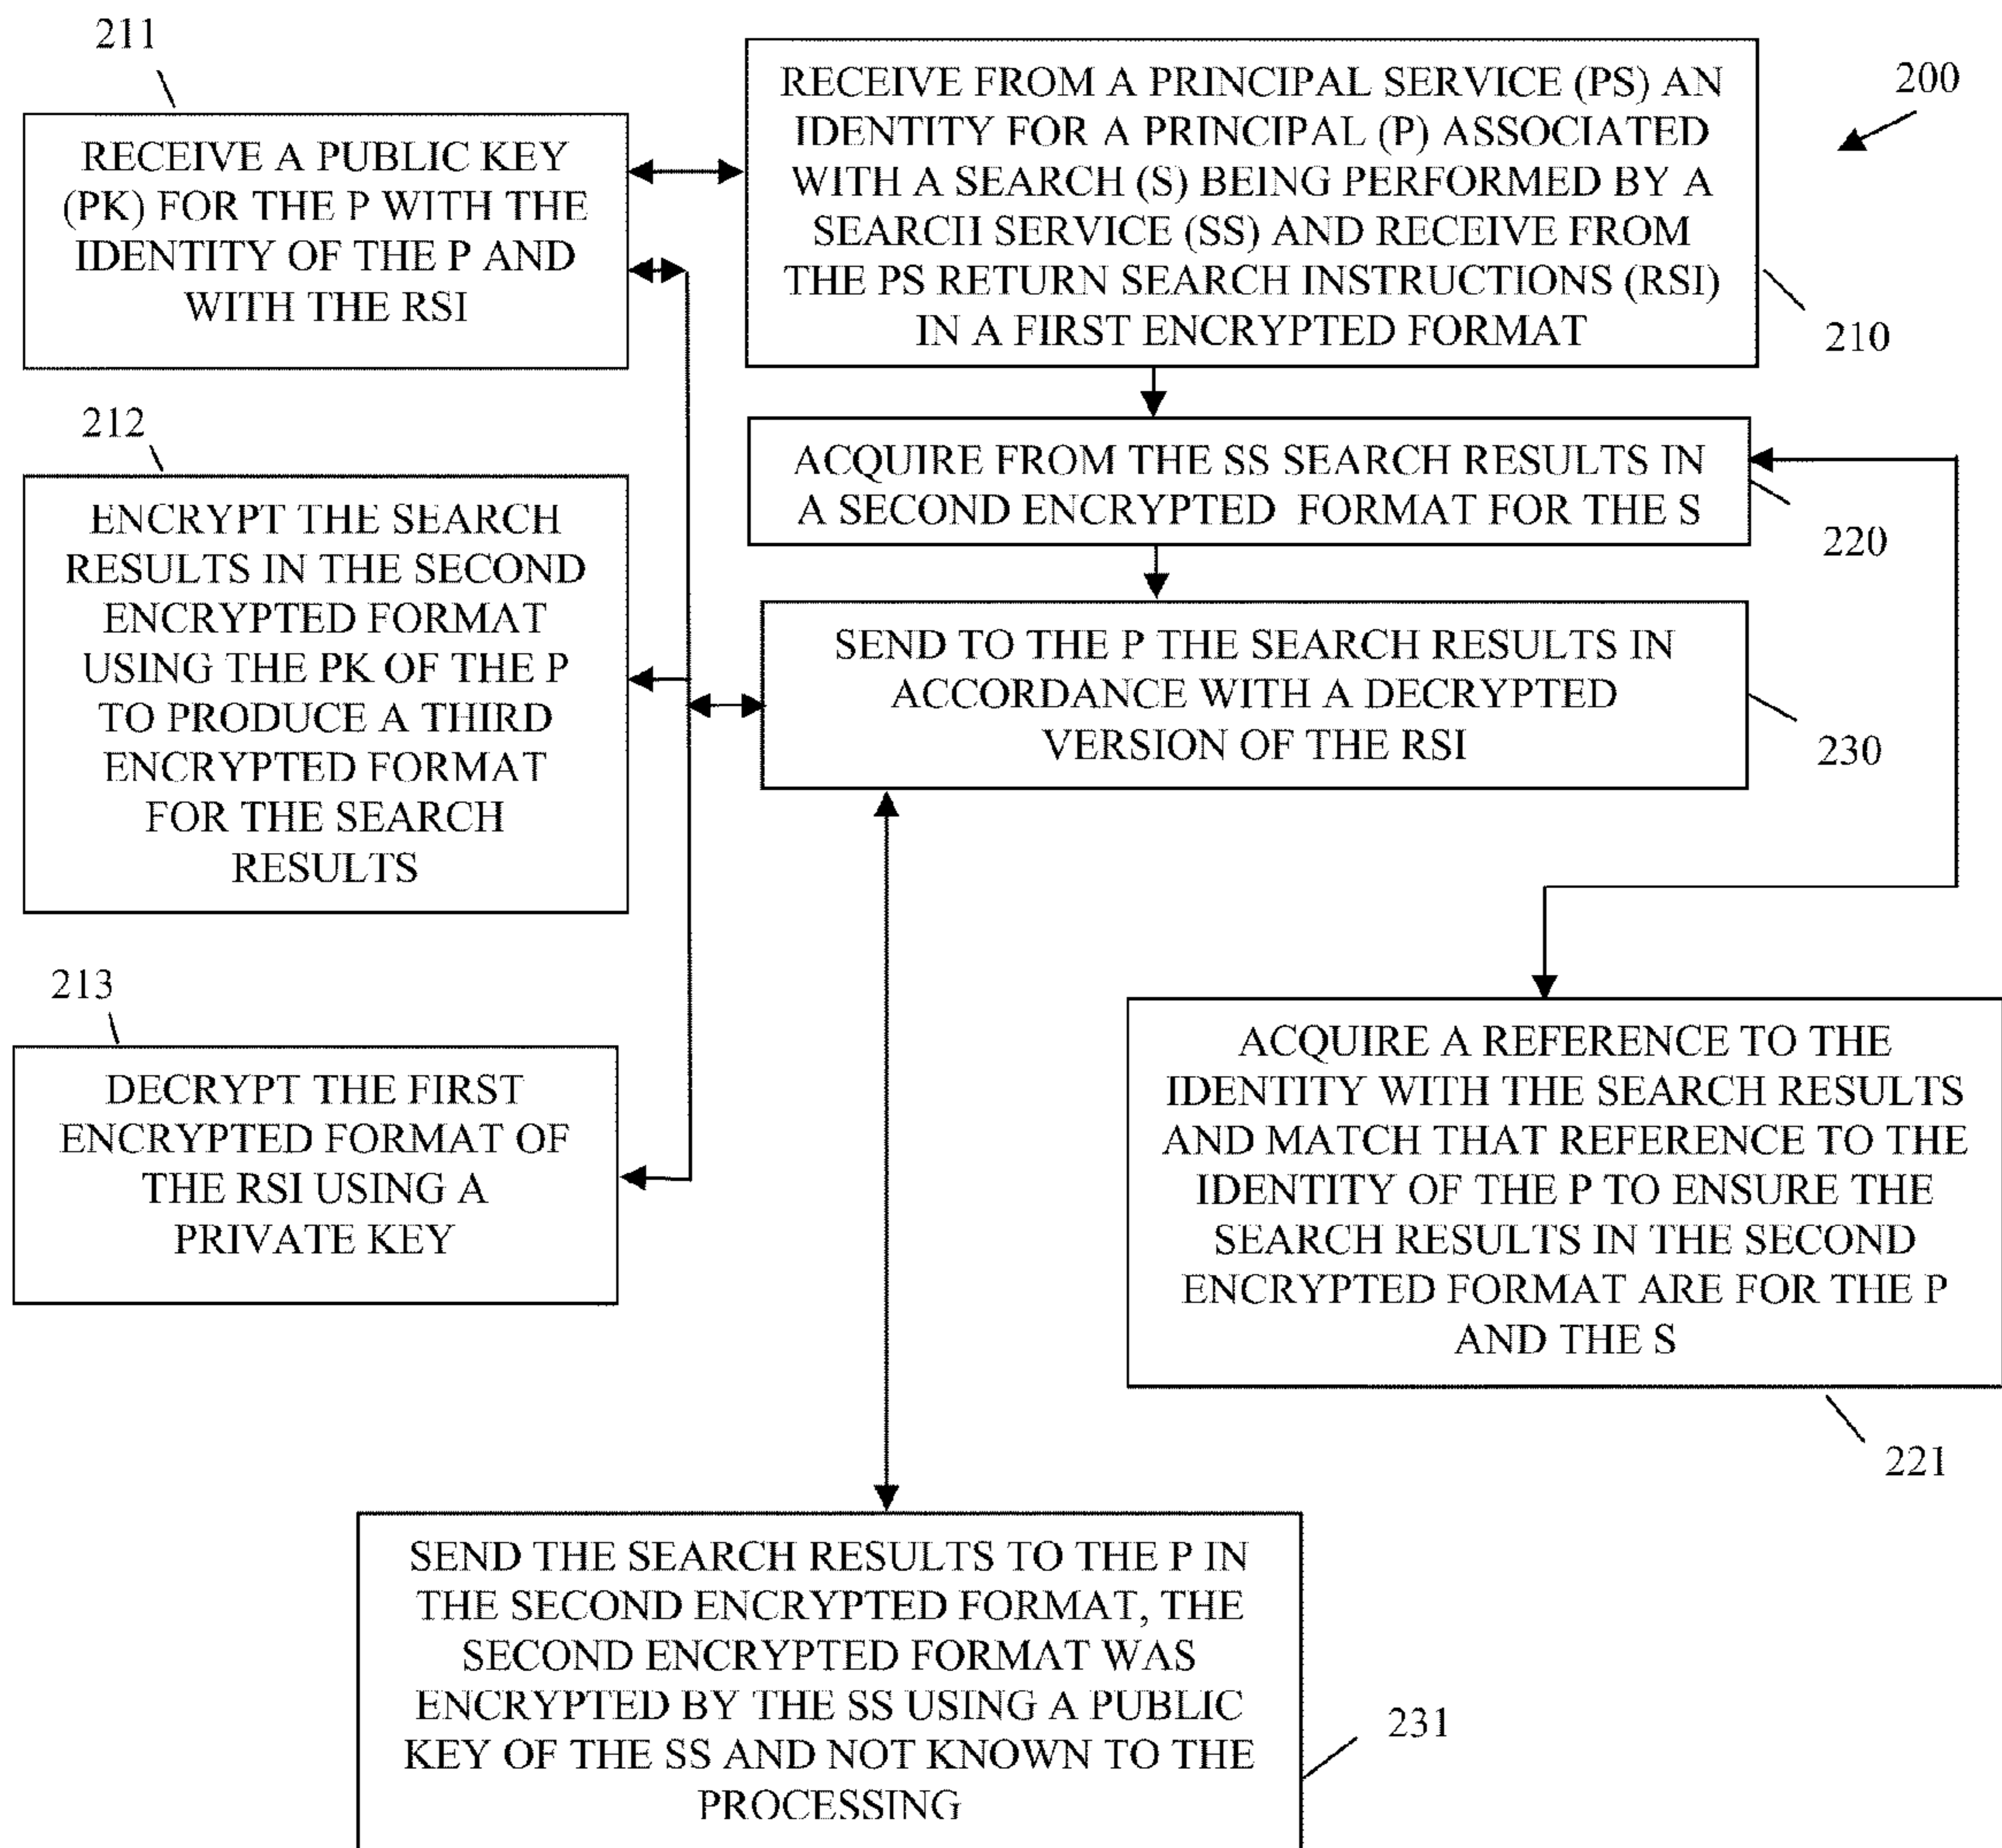 211
RECEIVE A PUBLIC KEY
(PK) FOR THE P WITH THE
IDENTITY OF THE P AND
WITH THE RSI
RECEIVE FROM A PRINCIPAL SERVICE (PS) AN
IDENTITY FOR A PRINCIPAL (P) ASSOCIATED
WITH A SEARCH (S) BEING PERFORMED BY A
SEARCH SERVICE (SS) AND RECEIVE FROM
THE PS RETURN SEARCH INSTRUCTIONS (RSI)
IN A FIRST ENCRYPTED FORMAT
200
210
212
ENCRYPT THE SEARCH
RESULTS IN THE SECOND
ENCRYPTED FORMAT
USING THE PK OF THE P
TO PRODUCE A THIRD
ENCRYPTED FORMAT
FOR THE SEARCH
RESULTS
ACQUIRE FROM THE SS SEARCH RESULTS IN
A SECOND ENCRYPTED FORMAT FOR THE S
220
SEND TO THE P THE SEARCH RESULTS IN
ACCORDANCE WITH A DECRYPTED
VERSION OF THE RSI
230
213
DECRYPT THE FIRST
ENCRYPTED FORMAT OF
THE RSI USING A
PRIVATE KEY
ACQUIRE A REFERENCE TO THE
IDENTITY WITH THE SEARCH RESULTS
AND MATCH THAT REFERENCE TO THE
IDENTITY OF THE P TO ENSURE THE
SEARCH RESULTS IN THE SECOND
ENCRYPTED FORMAT ARE FOR THE P
AND THE S
221
SEND THE SEARCH RESULTS TO THE P IN
THE SECOND ENCRYPTED FORMAT, THE
SECOND ENCRYPTED FORMAT WAS
ENCRYPTED BY THE SS USING A PUBLIC
KEY OF THE SS AND NOT KNOWN TO THE
PROCESSING
231